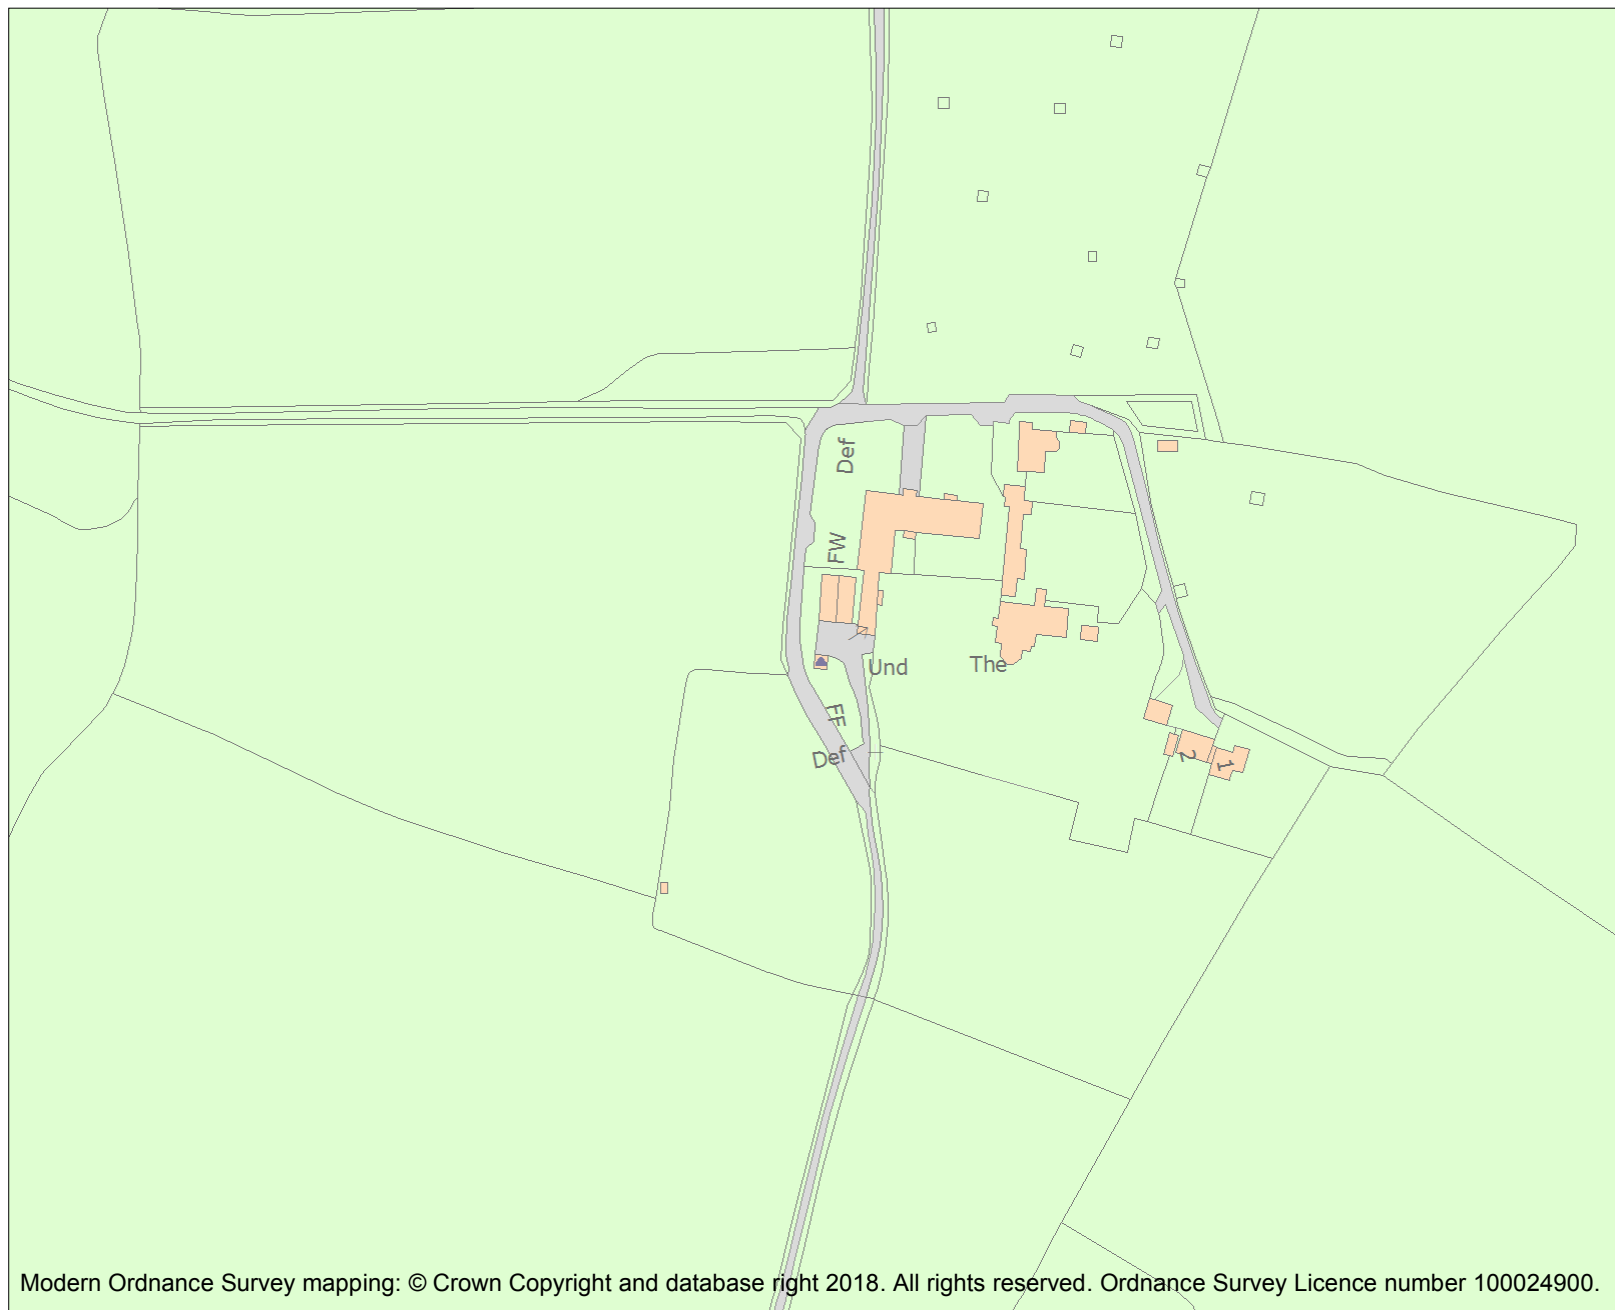 Def
FW
Und
The
FF
Def
2
1
Modern Ordnance Survey mapping: © Crown Copyright and database right 2018. All rights reserved. Ordnance Survey Licence number 100024900.